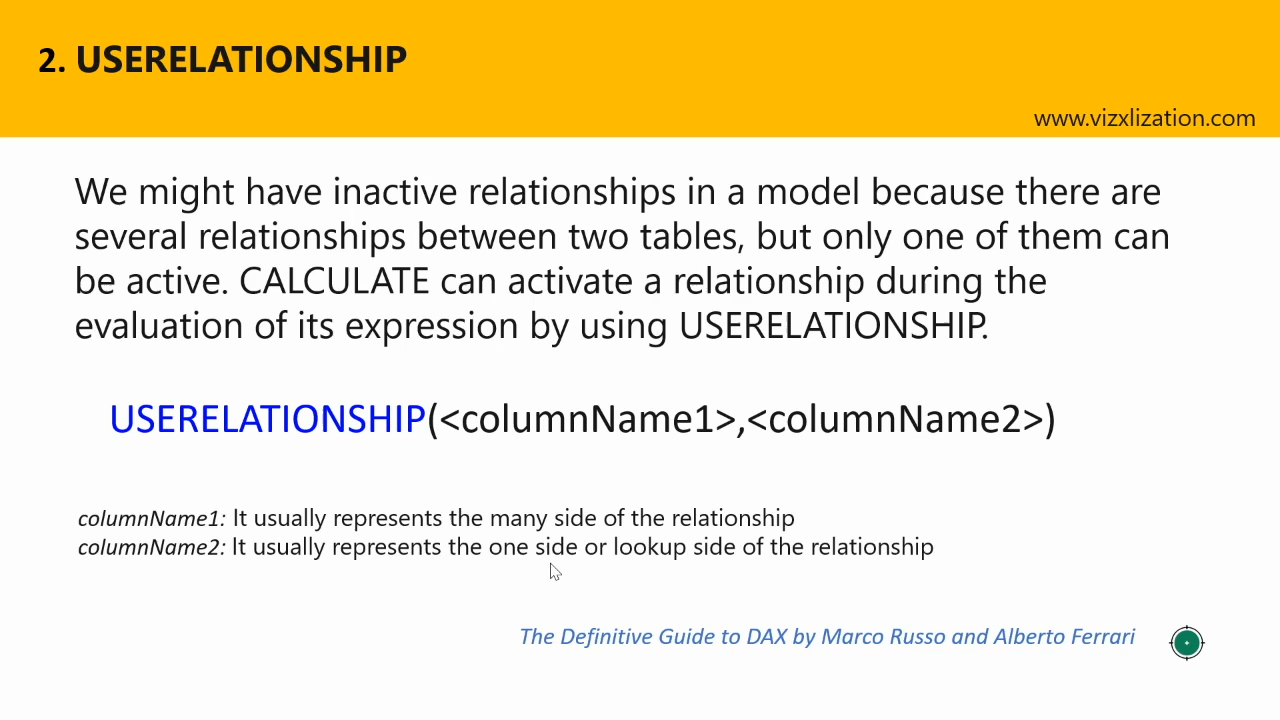 2. USERELATIONSHIP
www.vizxlization.com
We might have inactive relationships in a model because there are
several relationships between two tables, but only one of them can
be active. CALCULATE can activate a relationship during the
evaluation of its expression by using USERELATIONSHIP.
USERELATIONSHIP(<columnName1>,<columnName2>)
columnName1: It usually represents the many side of the relationship
columnName2: It usually represents the one side or lookup side of the relationship
The Definitive Guide to DAX by Marco Russo and Alberto Ferrari